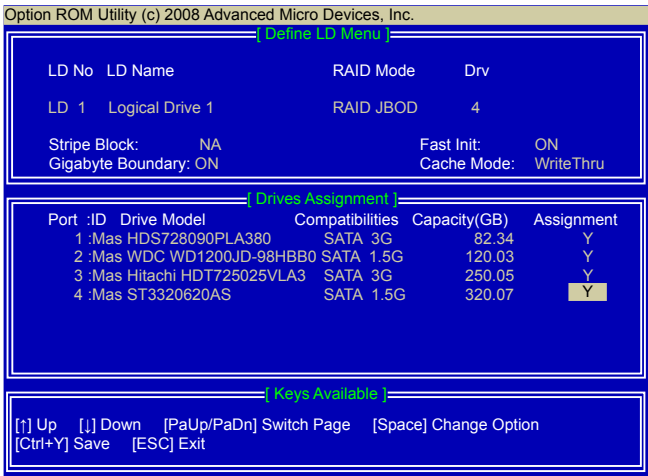 Option ROM Utility (c) 2008 Advanced Micro Devices, Inc.
[ Define LD Menu ]
LD No LD Name RAID Mode Drv
LD 1 Logical Drive 1 RAID JBOD 4
Stripe Block: NA Fast Init: ON
Gigabyte Boundary: ON Cache Mode: WriteThru
[ Drives Assignment ]
Port :ID Drive Model Compatibilities Capacity(GB) Assignment
1 :Mas HDS728090PLA380 SATA 3G 82.34 Y
2 :Mas WDC WD1200JD-98HBB0 SATA 1.5G 120.03 Y
3 :Mas Hitachi HDT725025VLA3 SATA 3G 250.05 Y
4 :Mas ST3320620AS SATA 1.5G 320.07 Y
[ Keys Available ]
[↑] Up [↓] Down [PaUp/PaDn] Switch Page [Space] Change Option
[Ctrl+Y] Save [ESC] Exit